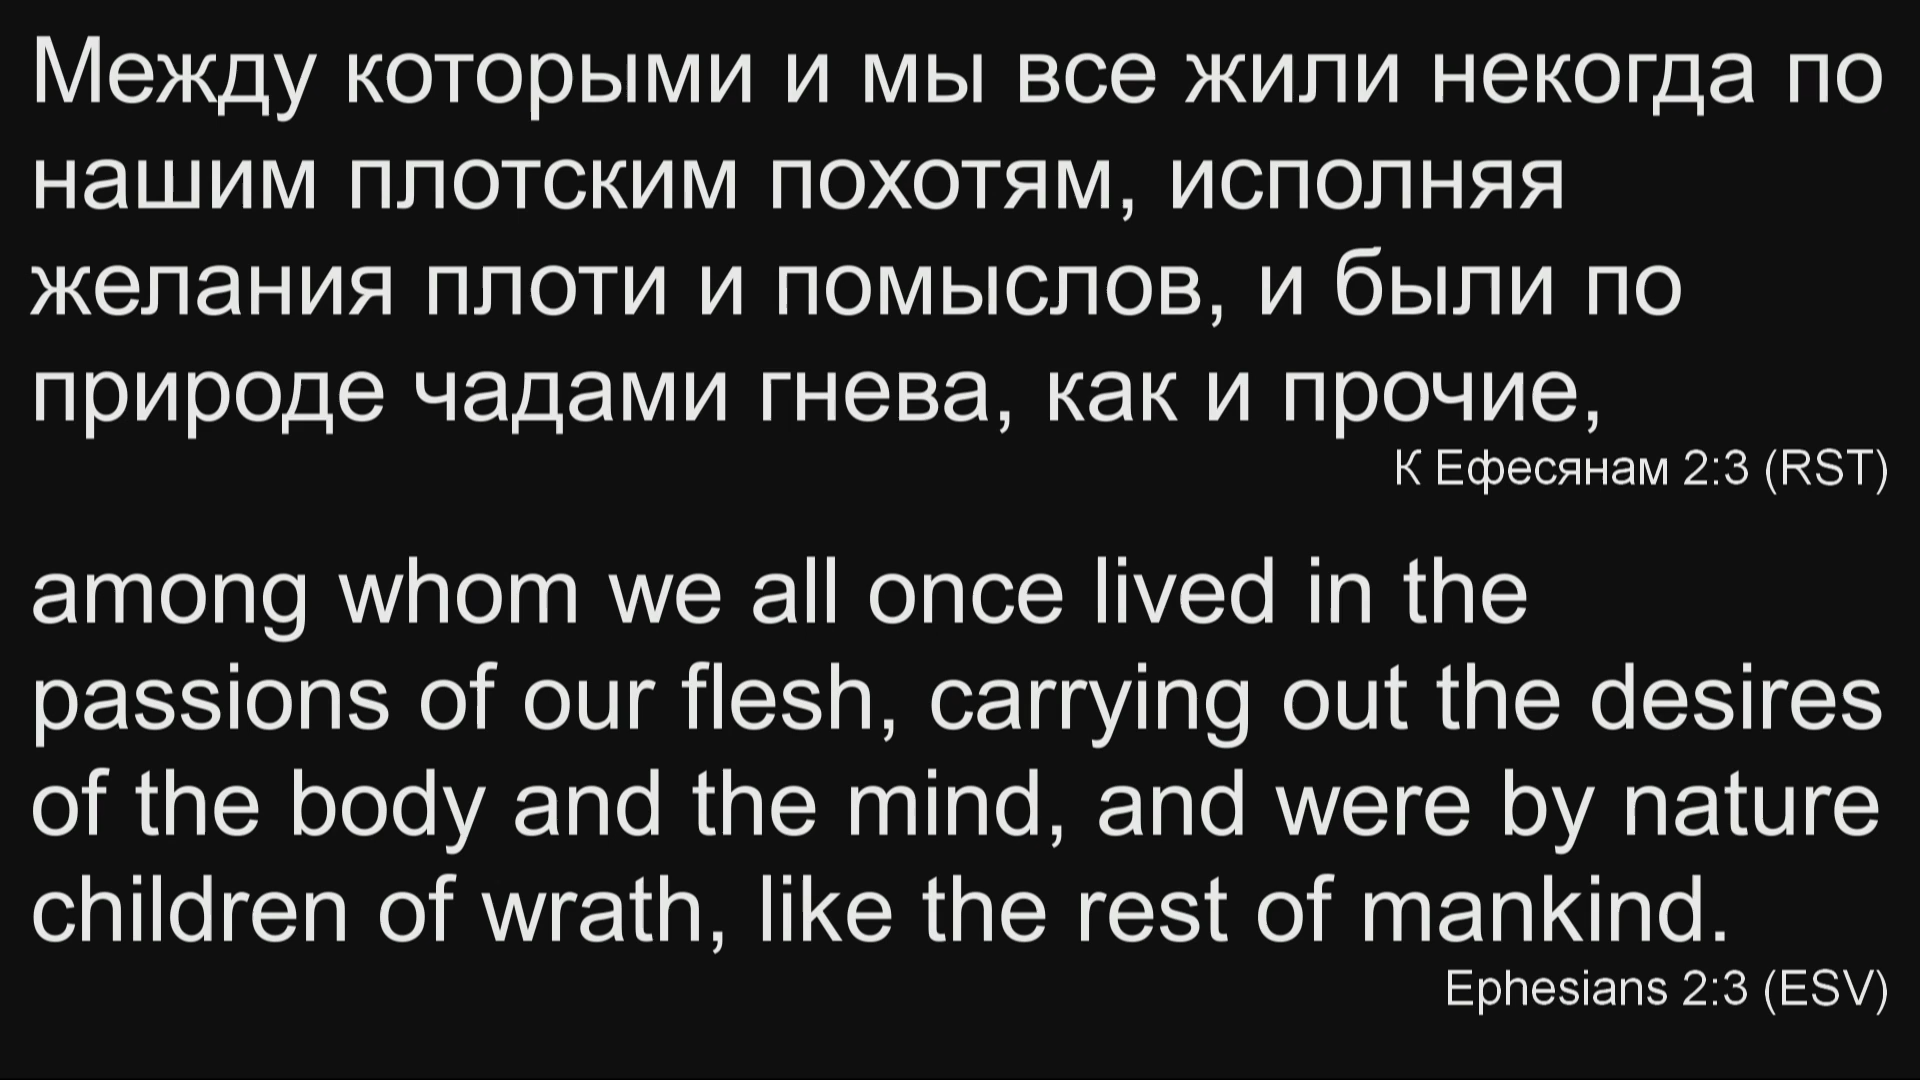 Между которыми и мы все жили некогда по
нашим плотским похотям, исполняя
желания плоти и помыслов, и были по
природе чадами гнева, как и прочие,
К Ефесянам 2:3 (RST)
among whom we all once lived in the
passions of our flesh, carrying out the desires
of the body and the mind, and were by nature
children of wrath, like the rest of mankind.
Ephesians 2:3 (ESV)